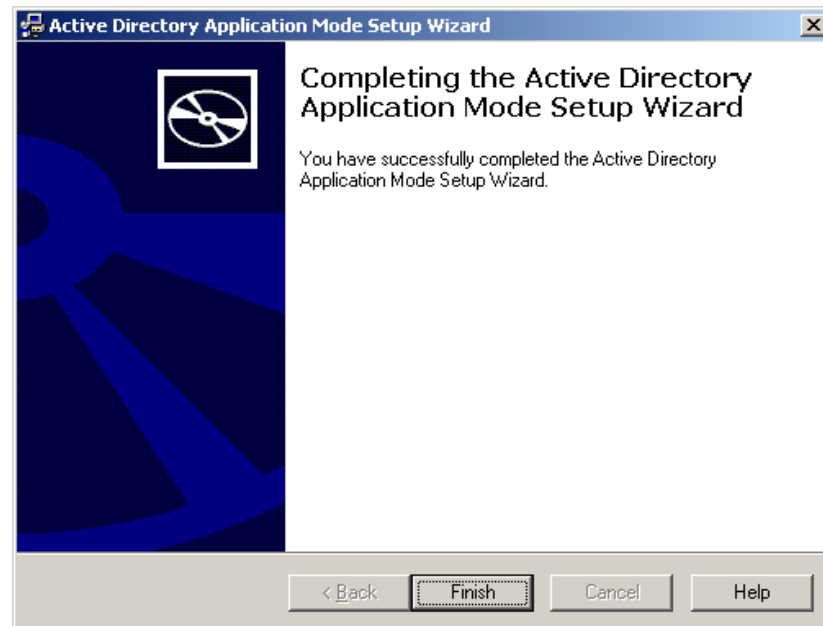 Active Directory Application Mode Setup Wizard
Completing the Active Directory
Application Mode Setup Wizard
You have successfully completed the Active Directory
Application Mode Setup Wizard.
< Back
Finish
Cancel
Help